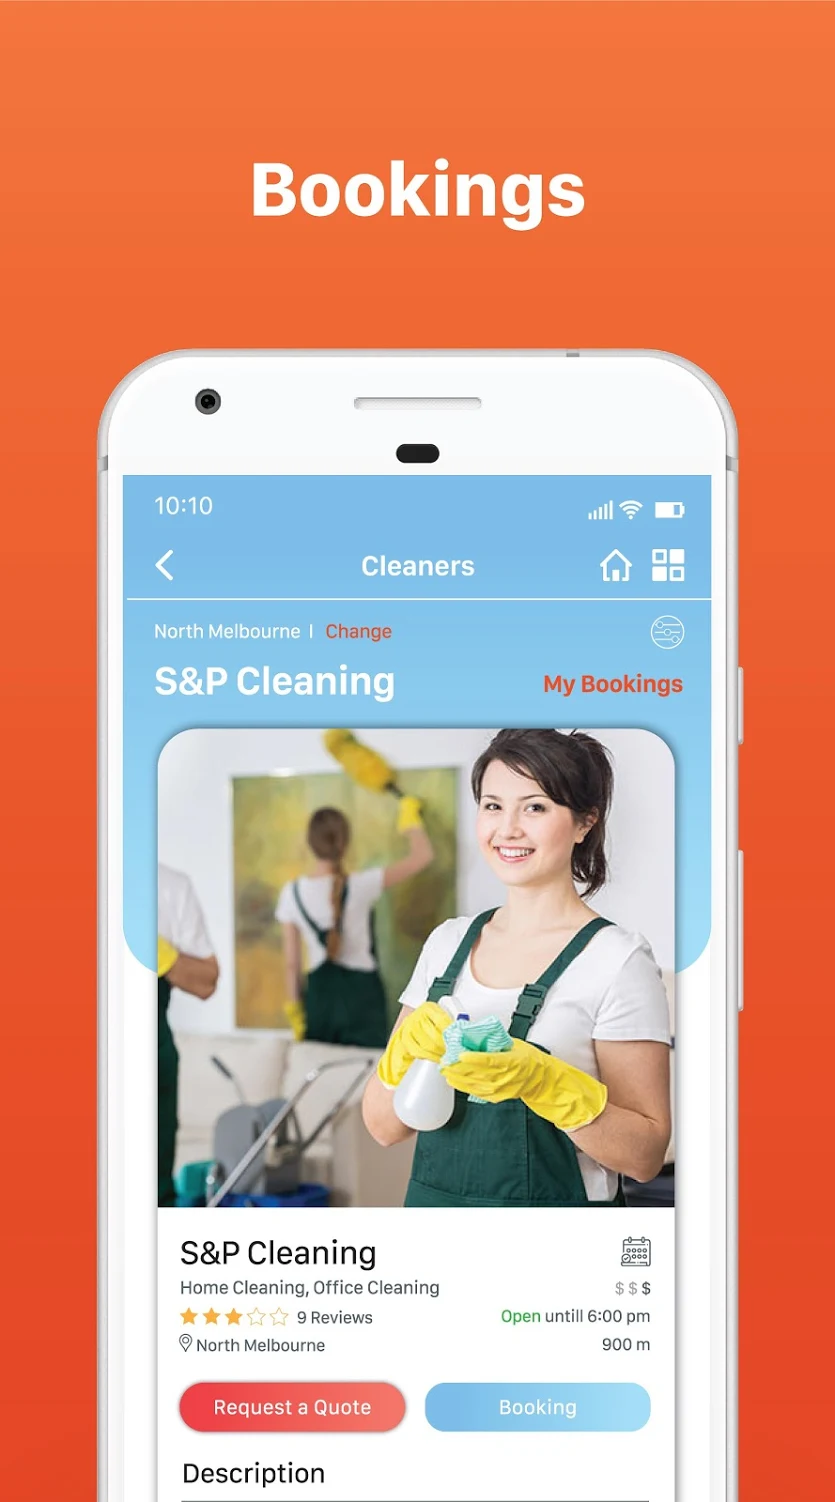 Bookings
10:10
Cleaners
North Melbourne | Change
S&P Cleaning
My Bookings
S&P Cleaning
Home Cleaning, Office Cleaning
$ $ $
9 Reviews
Open untill 6:00 pm
North Melbourne
900 m
Request a Quote
Booking
Description